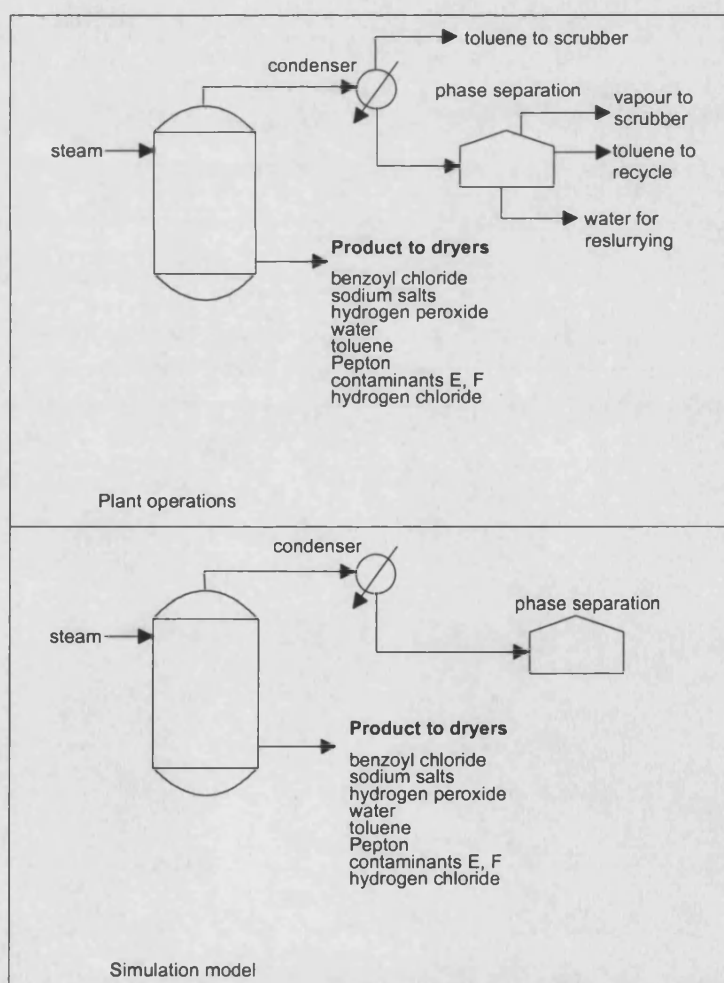 toluene to scrubber
condenser
phase separation
vapour to
scrubber
steam
toluene to
recycle
water for
reslurrying
Product to dryers
benzoyl chloride
sodium salts
hydrogen peroxide
water
toluene
Pepton
contaminants E, F
hydrogen chloride
Plant operations
condenser
phase separation
steam
Product to dryers
benzoyl chloride
sodium salts
hydrogen peroxide
water
toluene
Pepton
contaminants E, F
hydrogen chloride
Simulation model